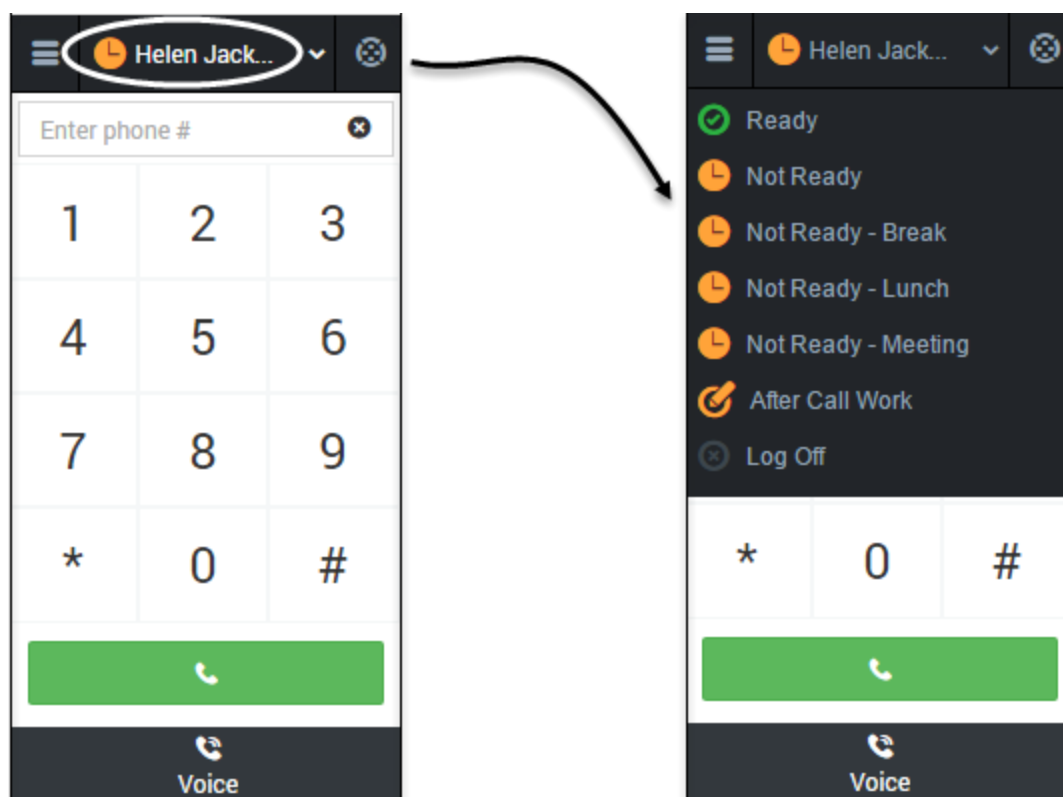 Helen Jack...
Enter phone #
1 2 3
4 5 6
7 8 9
* 0 #
Voice
Helen Jack...
Ready
Not Ready
Not Ready - Break
Not Ready - Lunch
Not Ready - Meeting
After Call Work
Log Off
* 0 #
Voice